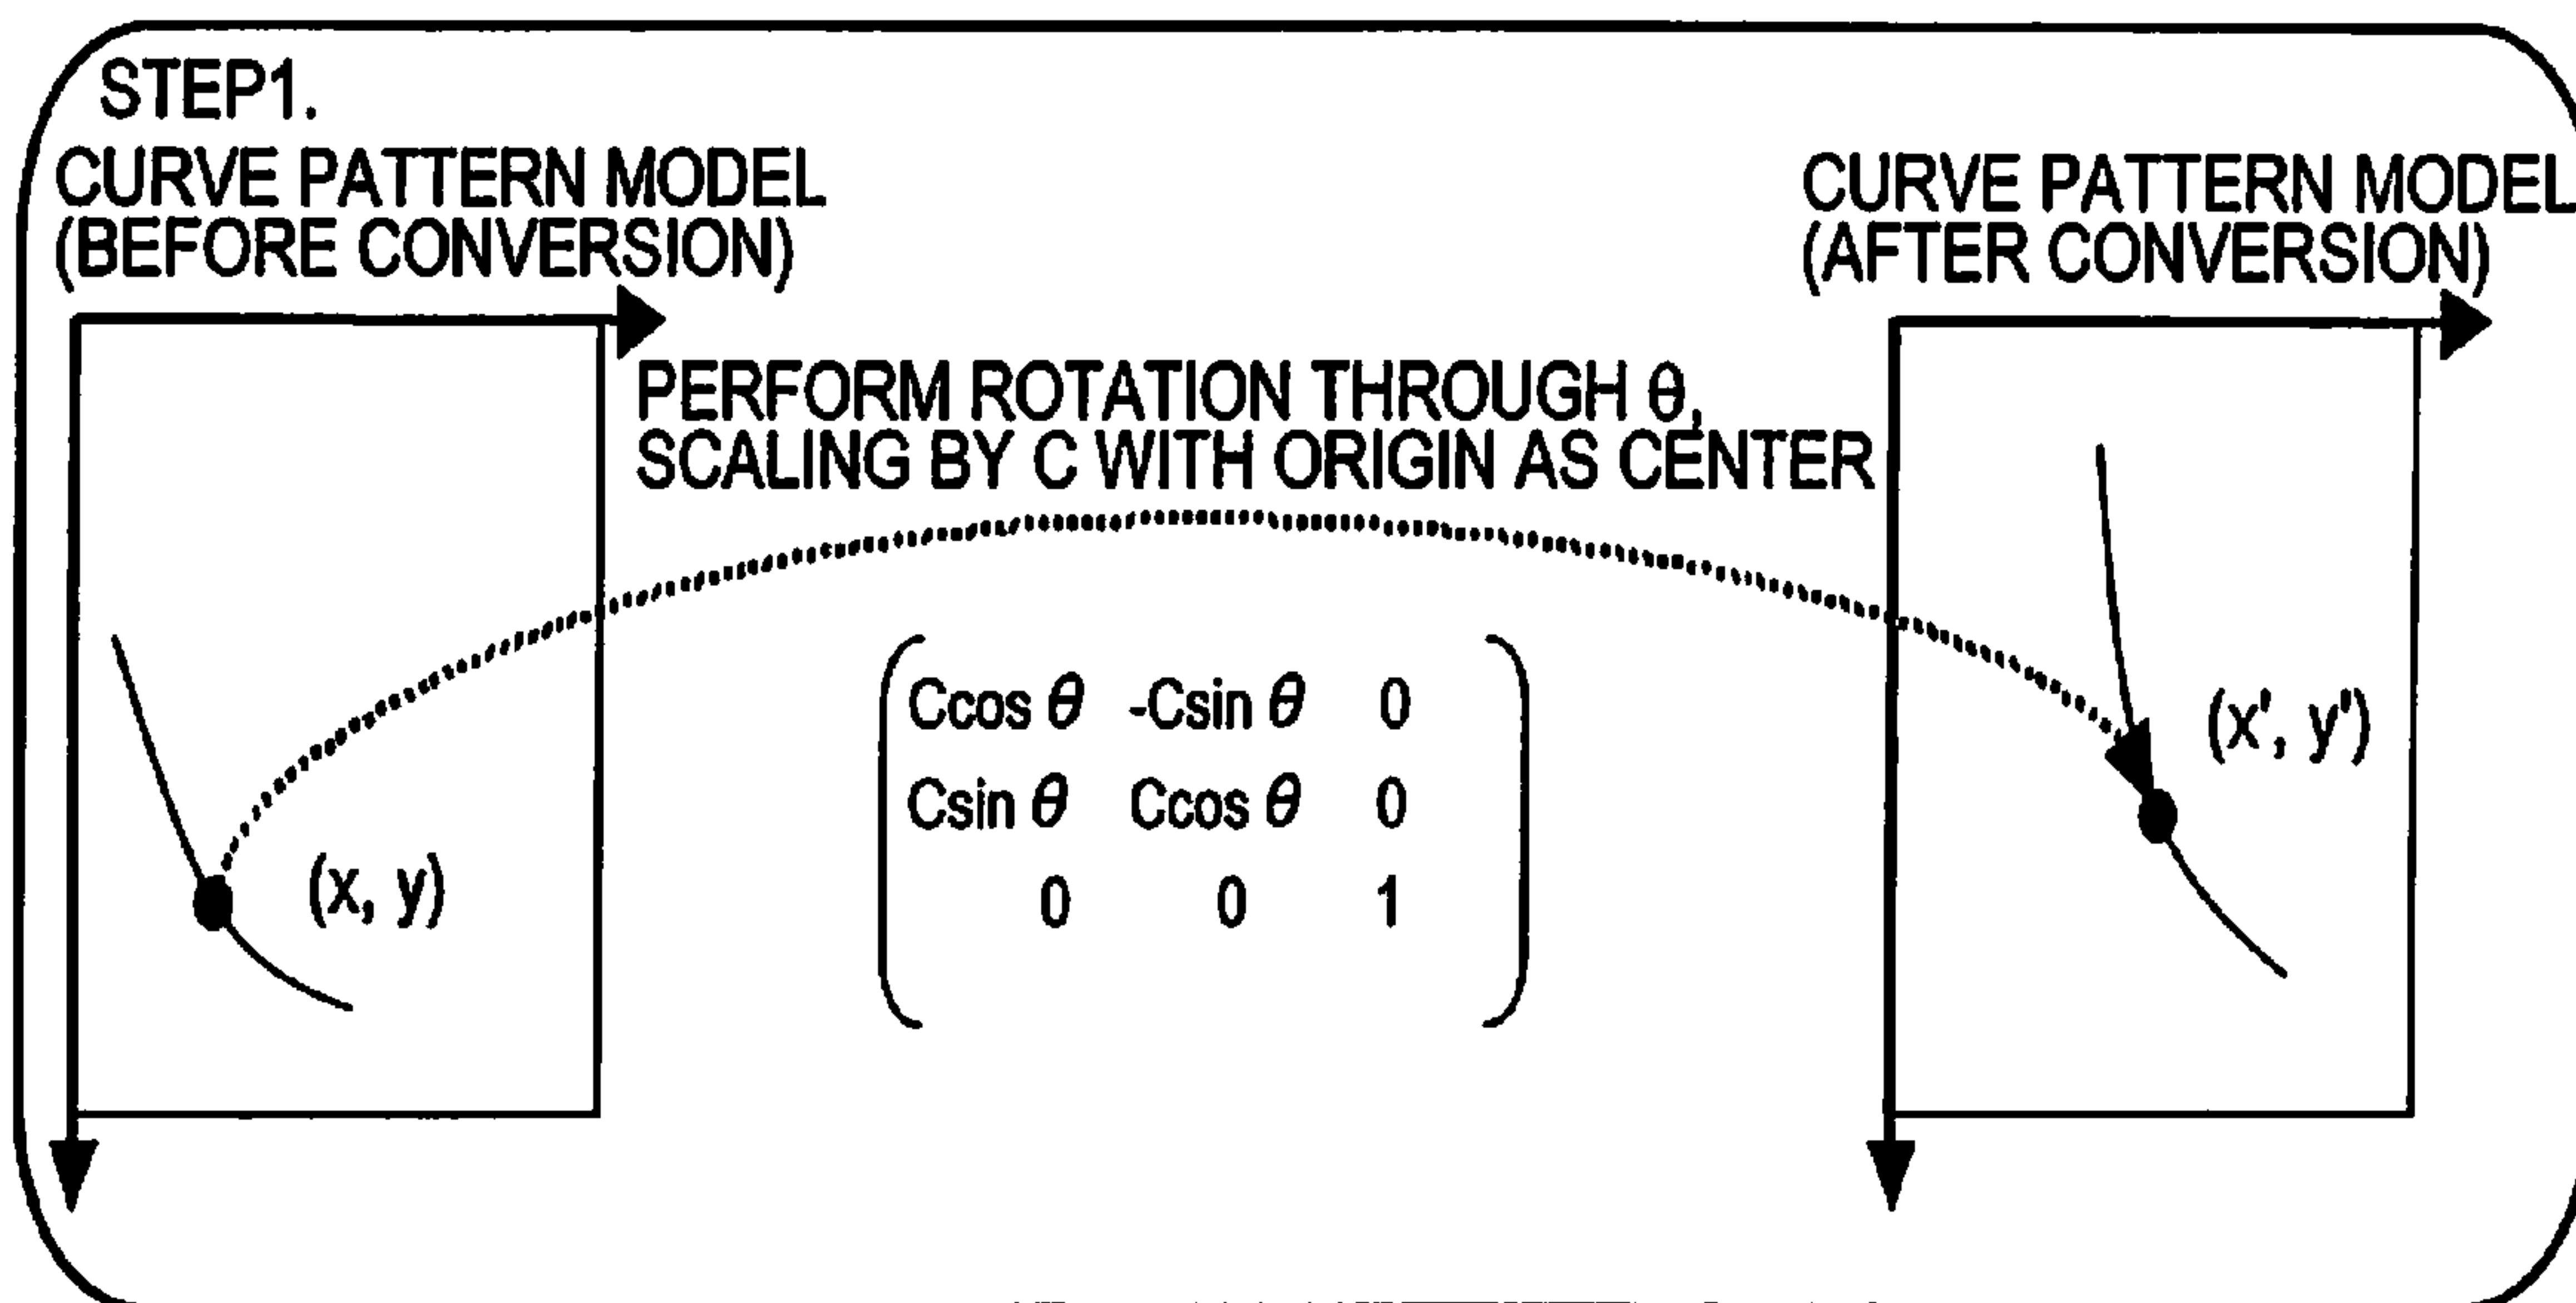 STEP1.
CURVE PATTERN MODEL
(BEFORE CONVERSION)
CURVE PATTERN MODEL
(AFTER CONVERSION)
PERFORM ROTATION THROUGH θ,
SCALING BY C WITH ORIGIN AS CENTER
Ccos θ -Csin θ 0
Csin θ Ccos θ 0
0 0 1
(x, y)
(x', y')